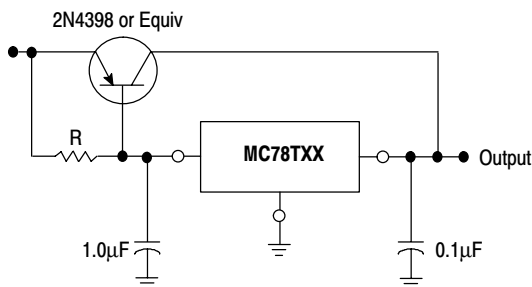 2N4398 or Equiv
R
MC78TXX
Output
1.0μF
0.1μF